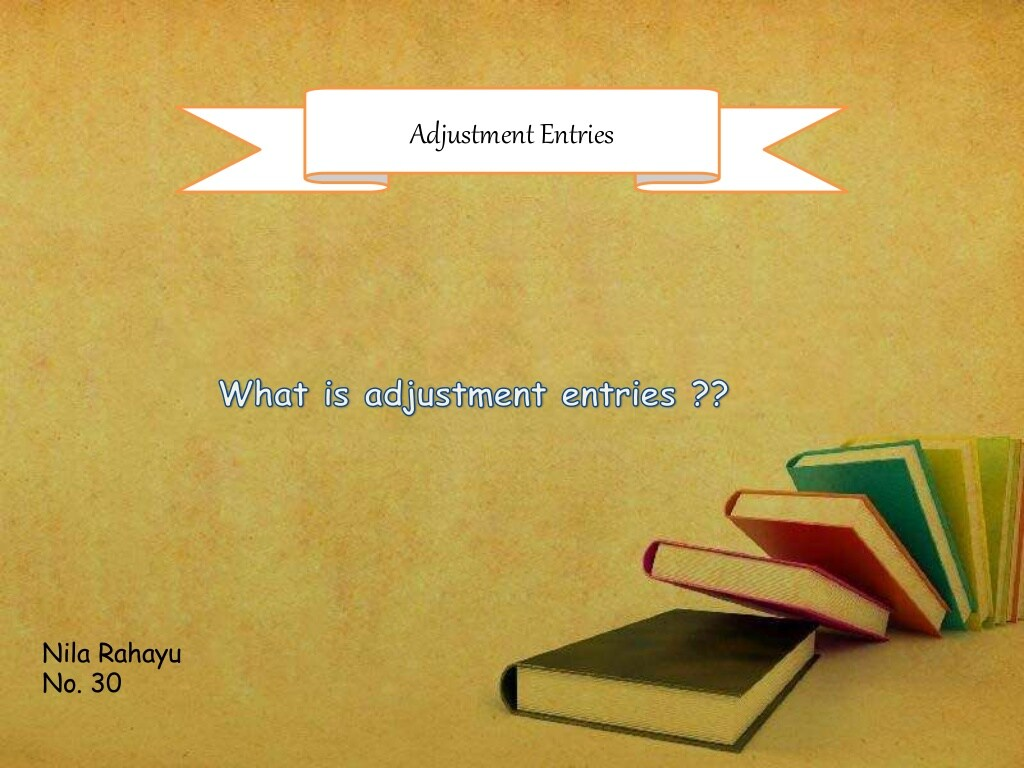 Adjustment Entries
What is adjustment entries ??
Nila Rahayu
No. 30